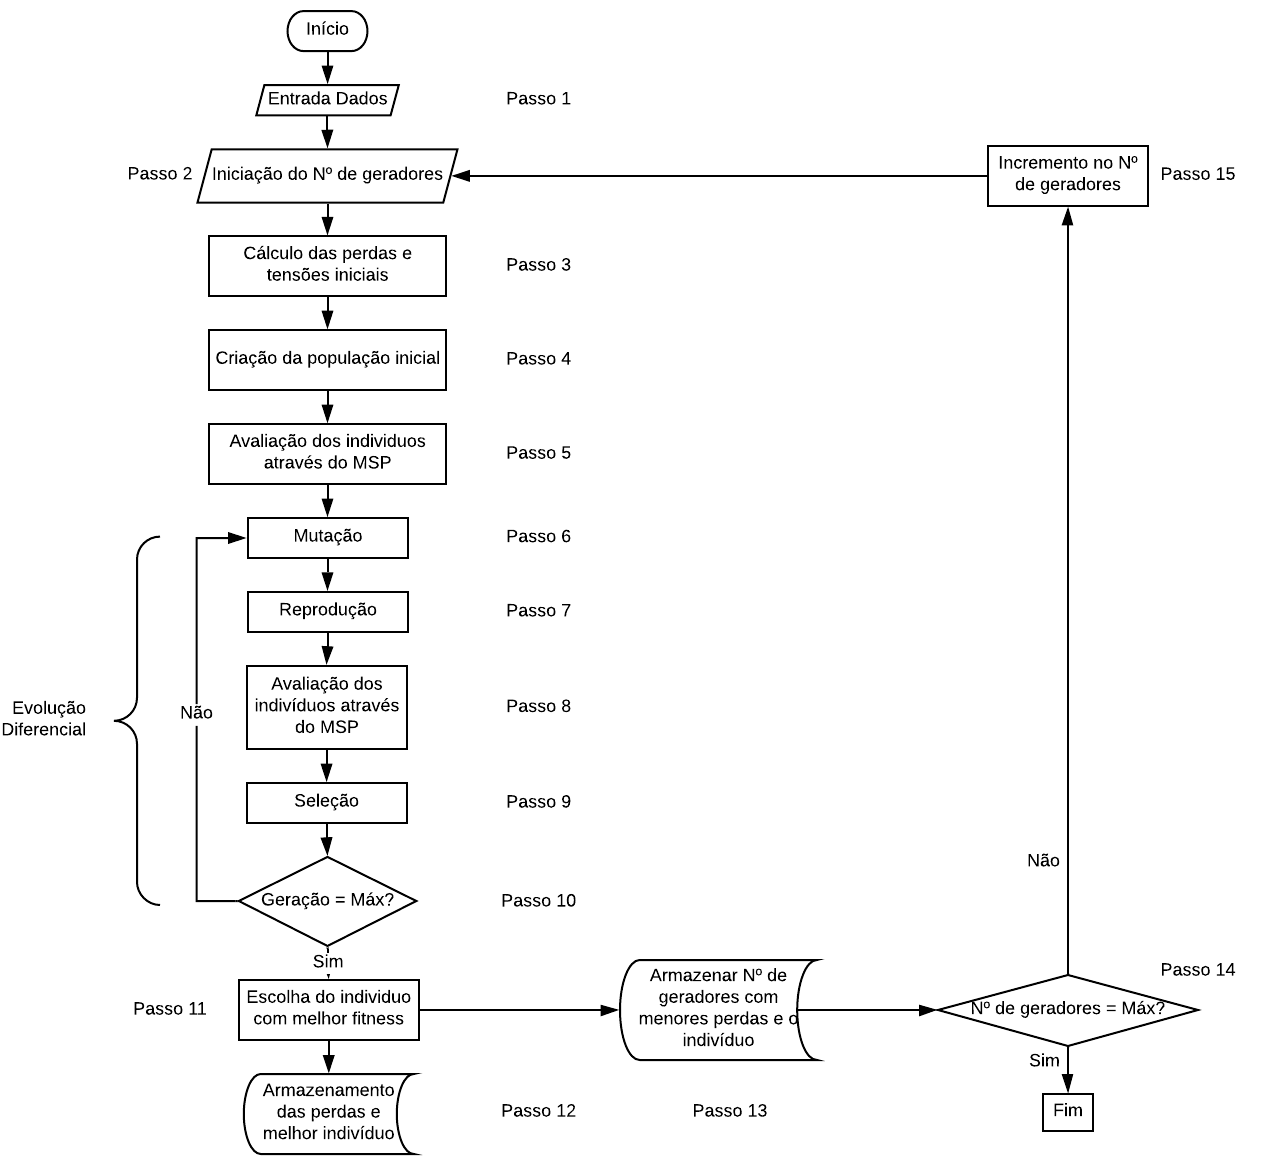 Início
Entrada Dados
Passo 1
Passo 2
Iniciação do Nº de geradores
Incremento no Nº
de geradores
Passo 15
Cálculo das perdas e
tensões iniciais
Passo 3
Criação da população inicial
Passo 4
Avaliação dos individuos
através do MSP
Passo 5
Mutação
Passo 6
Reprodução
Passo 7
Evolução
Diferencial
Não
Avaliação dos
indivíduos através
do MSP
Passo 8
Seleção
Passo 9
Não
Geração = Máx?
Passo 10
Sim
Passo 11
Escolha do individuo
com melhor fitness
Armazenar Nº de
geradores com
menores perdas e o
indivíduo
Passo 14
Nº de geradores = Máx?
Sim
Armazenamento
das perdas e
melhor indivíduo
Passo 12
Passo 13
Fim